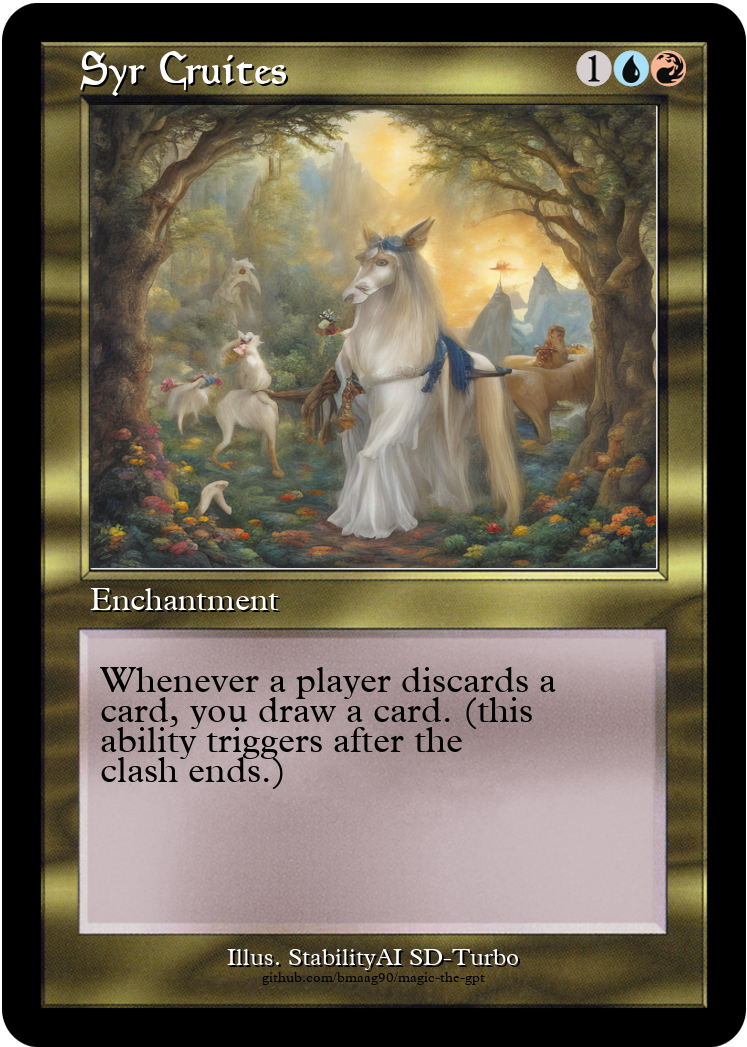 Syr Cruites 1
Enchantment
Whenever a player discards a
card, you draw a card. (this
ability triggers after the
clash ends.)
Illus. StabilityAI SD-Turbo
github.com/bmaag90/magic-the-gpt